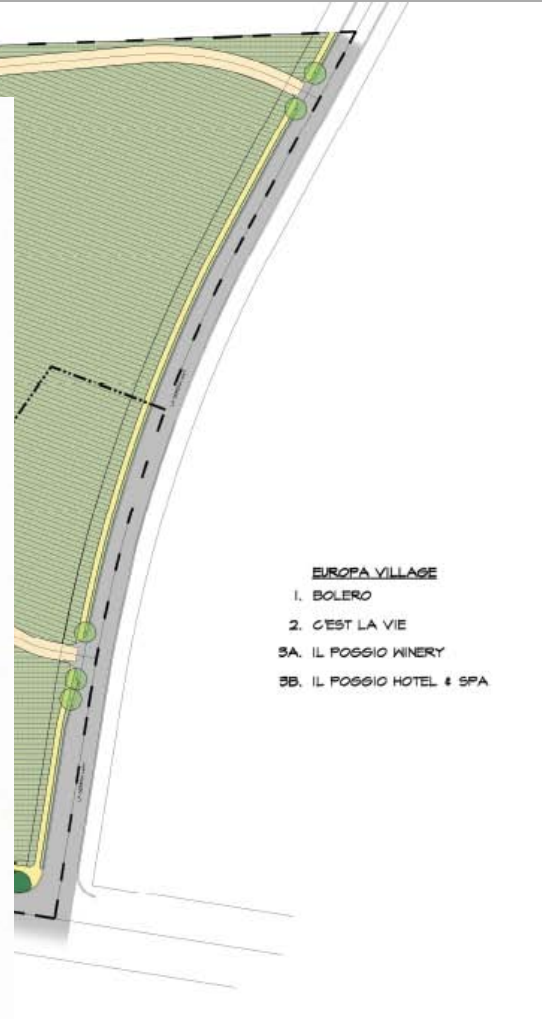 EUROPA VILLAGE
1. BOLERO
2. C'EST LA VIE
3A. IL POGGIO WINERY
3B. IL POGGIO HOTEL & SPA